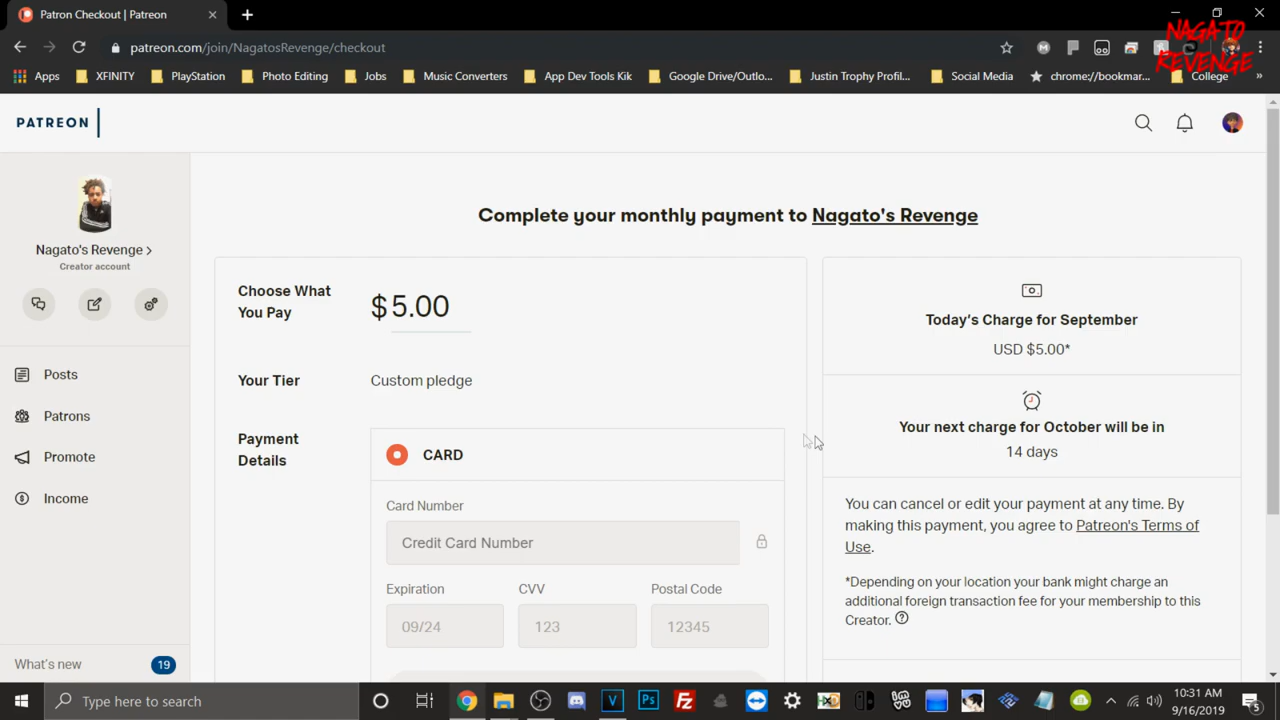 Patron Checkout | Patreon
NAGATO
REVENGE
patreon.com/join/NagatosRevenge/checkout
Apps XFINITY PlayStation Photo Editing Jobs Music Converters App Dev Tools Kik Google Drive/Outlo... Justin Trophy Profil... Social Media chrome://bookmar... College »
PATREON
Complete your monthly payment to Nagato's Revenge
Nagato's Revenge
Creator account
Posts
Patrons
Promote
Income
What's new 19
Choose What
You Pay
$ 5.00
Your Tier Custom pledge
Payment
Details
CARD
Card Number
Credit Card Number
Expiration CVV Postal Code
09/24 123 12345
Today's Charge for September
USD $5.00*
Your next charge for October will be in
14 days
You can cancel or edit your payment at any time. By
making this payment, you agree to Patreon's Terms of
Use.
*Depending on your location your bank might charge an
additional foreign transaction fee for your membership to this
Creator.
Type here to search
10:31 AM
9/16/2019
5